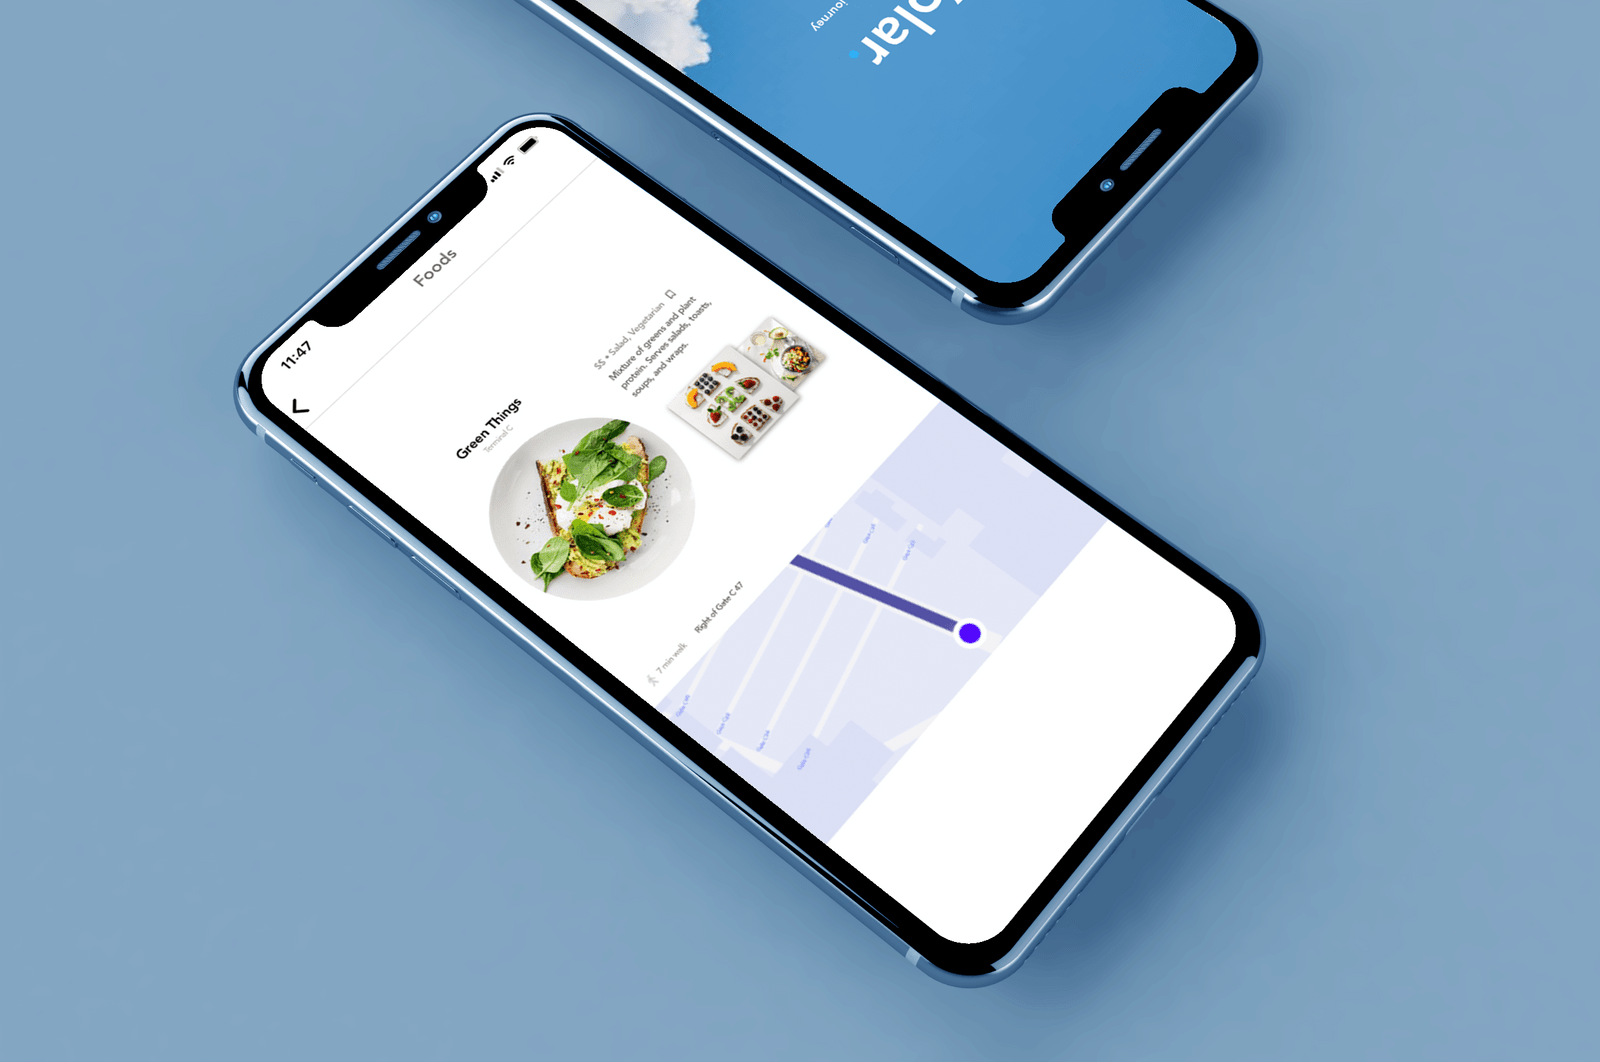 olar.
journey
11:47
Foods
Green Things
Terminal C
$$ • Salad, Vegetarian
Mixture of greens and plant
protein. Serves salads, toasts,
soups, and wraps.
7 min walk
Right of Gate C 47